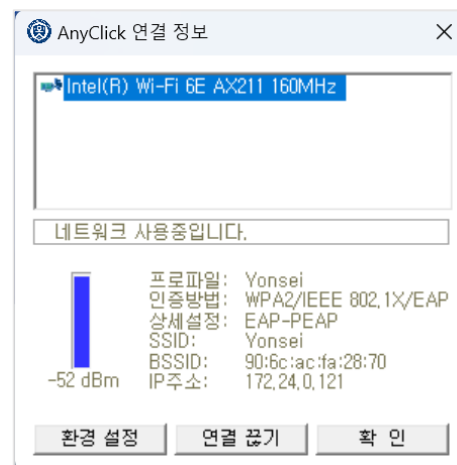 AnyClick 연결 정보
Intel(R) Wi-Fi 6E AX211 160MHz
네트워크 사용중입니다.
프로파일: Yonsei
인증방법: WPA2/IEEE 802.1X/EAP
상세설정: EAP-PEAP
SSID: Yonsei
BSSID: 90:6c:ac:fa:28:70
-52 dBm IP주소: 172.24.0.121
환경 설정 연결 끊기 확 인